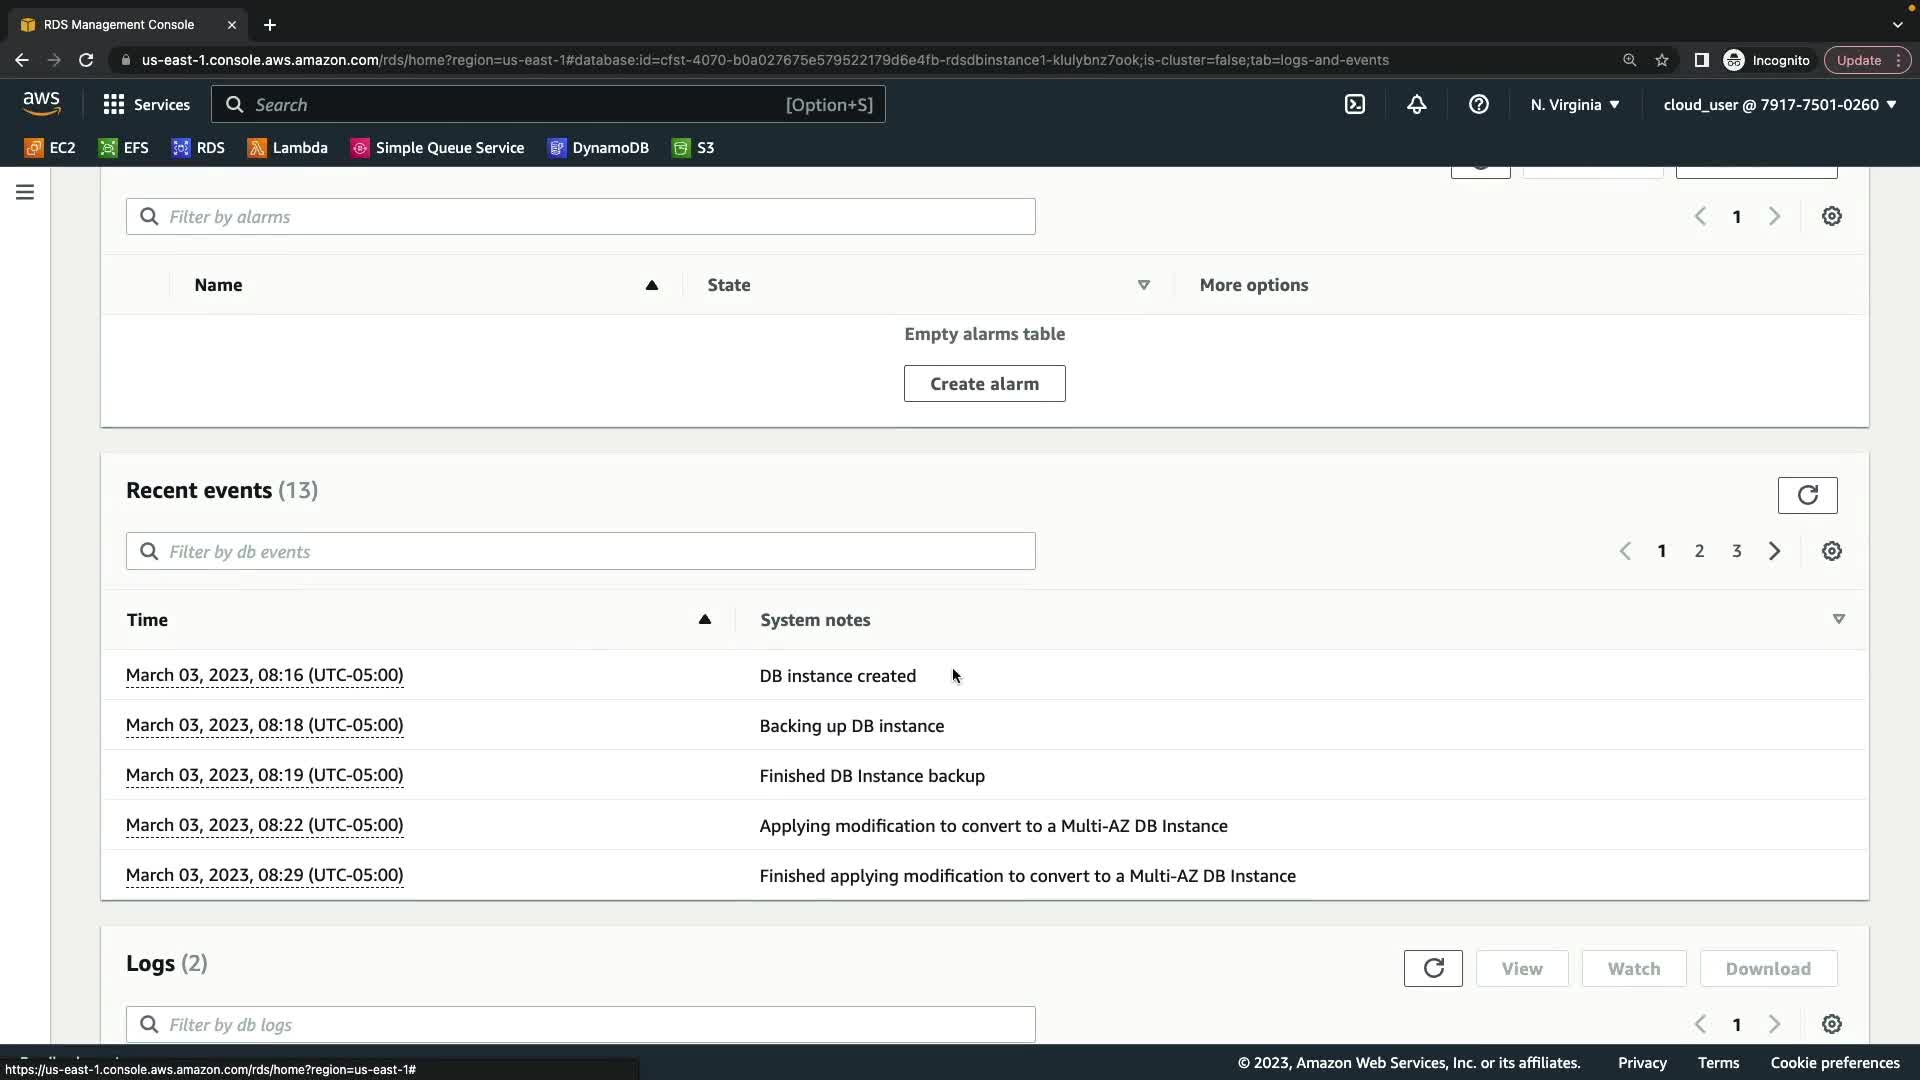 RDS Management Console
us-east-1.console.aws.amazon.com/rds/home?region=us-east-1#database:id=cfst-4070-b0a027675e579522179d6e4fb-rdsdbinstance1-klulybnz7ook;is-cluster=false;tab=logs-and-events
Incognito
Update
aws
Services
Search
[Option+S]
N. Virginia
cloud_user @ 7917-7501-0260
EC2
EFS
RDS
Lambda
Simple Queue Service
DynamoDB
S3
Filter by alarms
1
Name
State
More options
Empty alarms table
Create alarm
Recent events (13)
Filter by db events
1 2 3
Time
System notes
March 03, 2023, 08:16 (UTC-05:00)
DB instance created
March 03, 2023, 08:18 (UTC-05:00)
Backing up DB instance
March 03, 2023, 08:19 (UTC-05:00)
Finished DB Instance backup
March 03, 2023, 08:22 (UTC-05:00)
Applying modification to convert to a Multi-AZ DB Instance
March 03, 2023, 08:29 (UTC-05:00)
Finished applying modification to convert to a Multi-AZ DB Instance
Logs (2)
View
Watch
Download
Filter by db logs
1
© 2023, Amazon Web Services, Inc. or its affiliates.
Privacy
Terms
Cookie preferences
https://us-east-1.console.aws.amazon.com/rds/home?region=us-east-1#